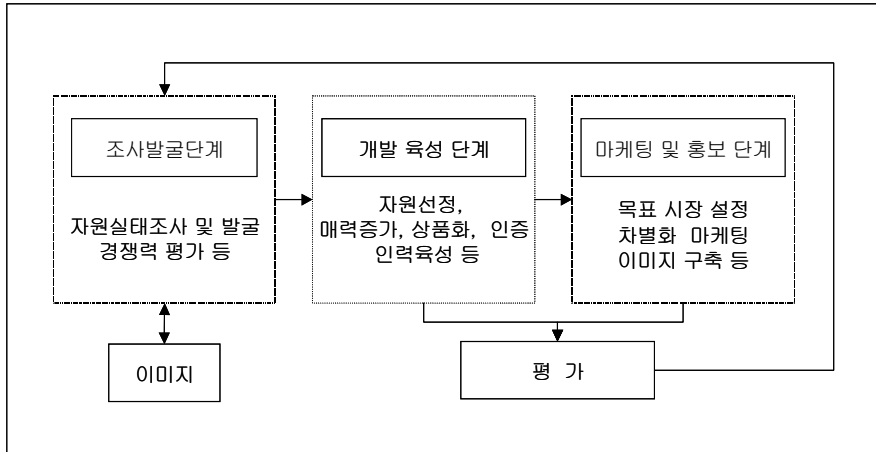 조사발굴단계
자원실태조사 및 발굴
경쟁력 평가 등
개발 육성 단계
자원선정,
매력증가, 상품화, 인증
인력육성 등
마케팅 및 홍보 단계
목표 시장 설정
차별화 마케팅
이미지 구축 등
이미지
평 가